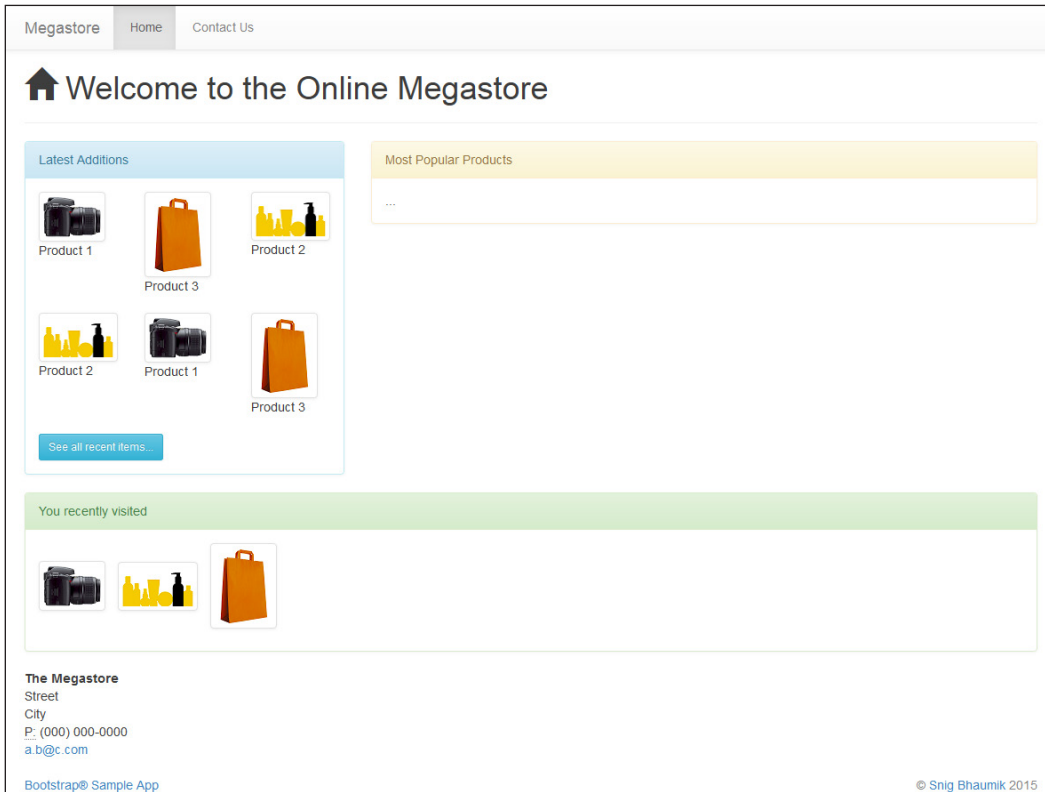 Megastore Home Contact Us
Welcome to the Online Megastore
Latest Additions
Product 1
Product 3
Product 2
Product 2
Product 1
Product 3
See all recent items...
Most Popular Products
...
You recently visited
The Megastore
Street
City
P: (000) 000-0000
a.b@c.com
Bootstrap® Sample App
© Snig Bhaumik 2015